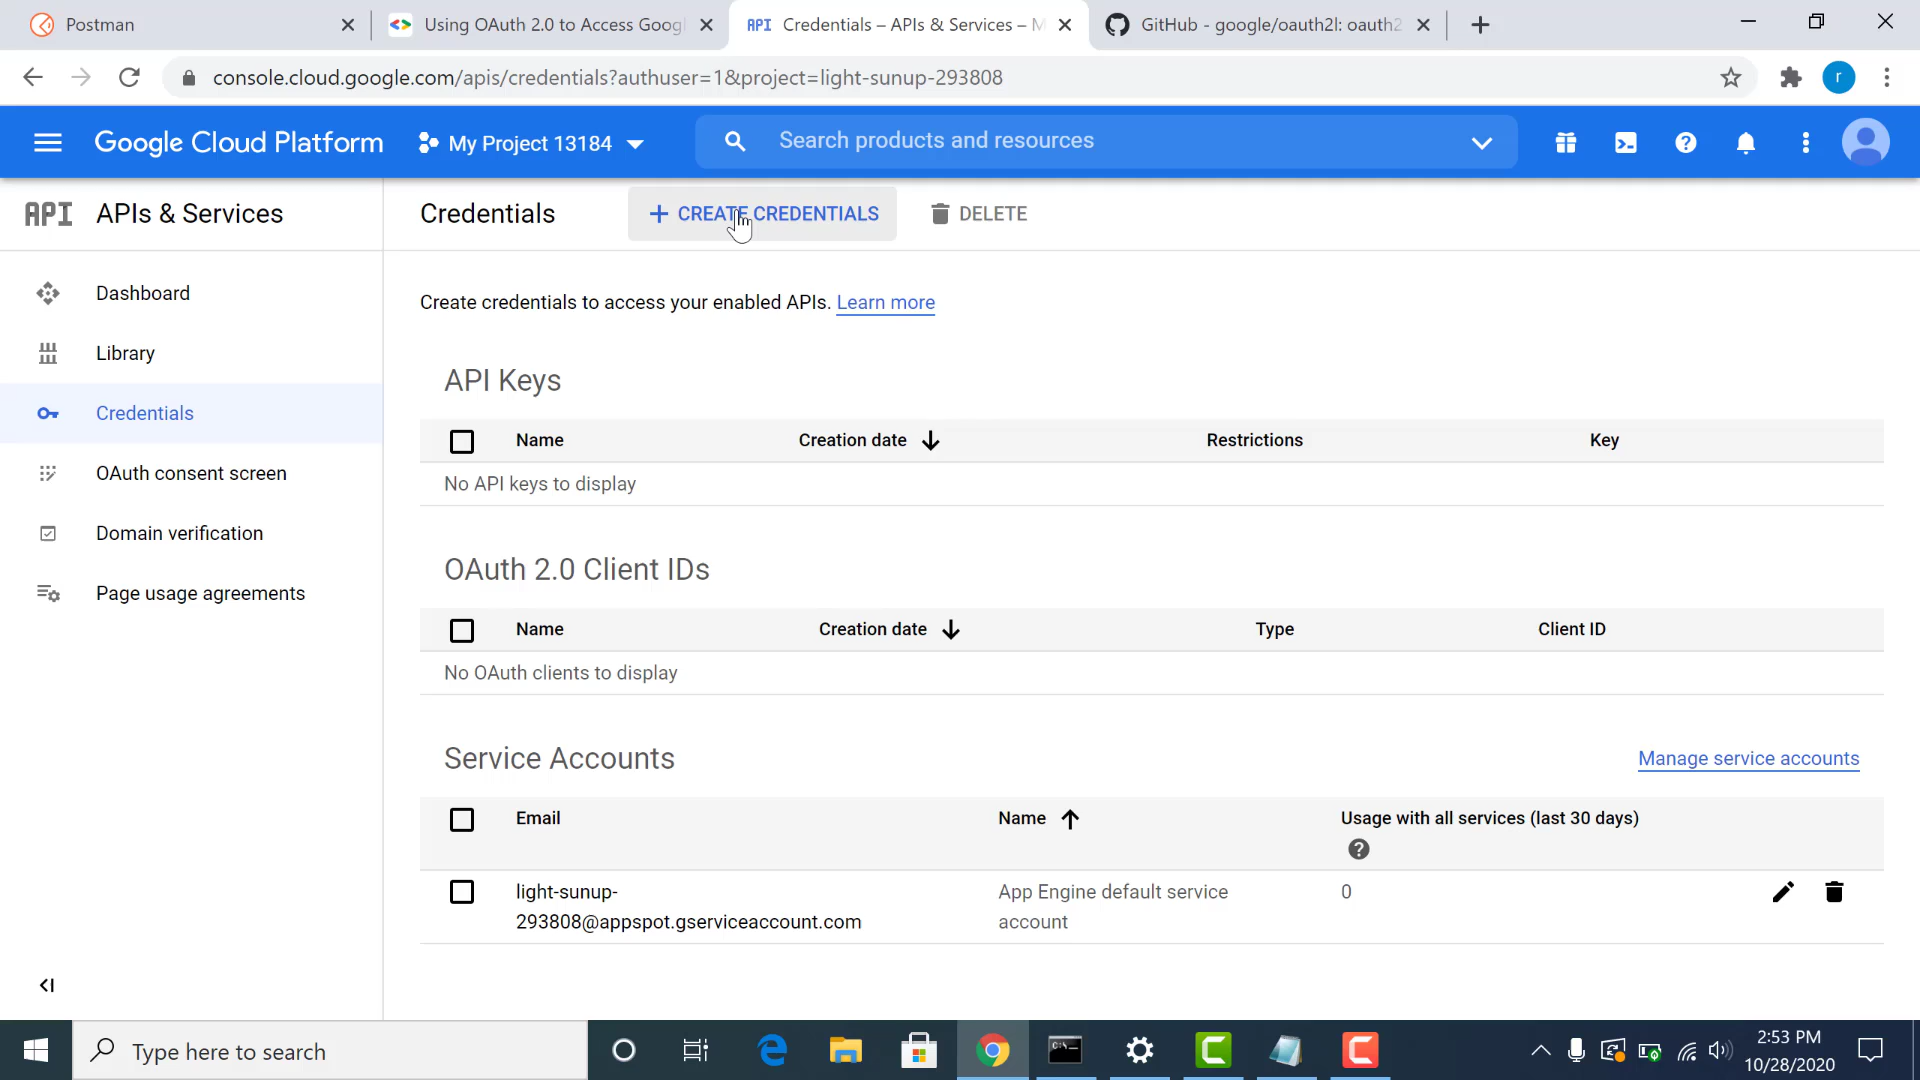 Postman
Using OAuth 2.0 to Access Goog
API Credentials – APIs & Services – M
GitHub - google/oauth2l: oauth2
console.cloud.google.com/apis/credentials?authuser=1&project=light-sunup-293808
r
Google Cloud Platform
My Project 13184
Search products and resources
API APIs & Services
Credentials
CREATE CREDENTIALS
DELETE
Dashboard
Library
Credentials
OAuth consent screen
Domain verification
Page usage agreements
Create credentials to access your enabled APIs. Learn more
API Keys
Name Creation date Restrictions Key
No API keys to display
OAuth 2.0 Client IDs
Name Creation date Type Client ID
No OAuth clients to display
Service Accounts
Manage service accounts
Email Name Usage with all services (last 30 days)
light-sunup-
293808@appspot.gserviceaccount.com
App Engine default service
account
0
Type here to search
2:53 PM
10/28/2020